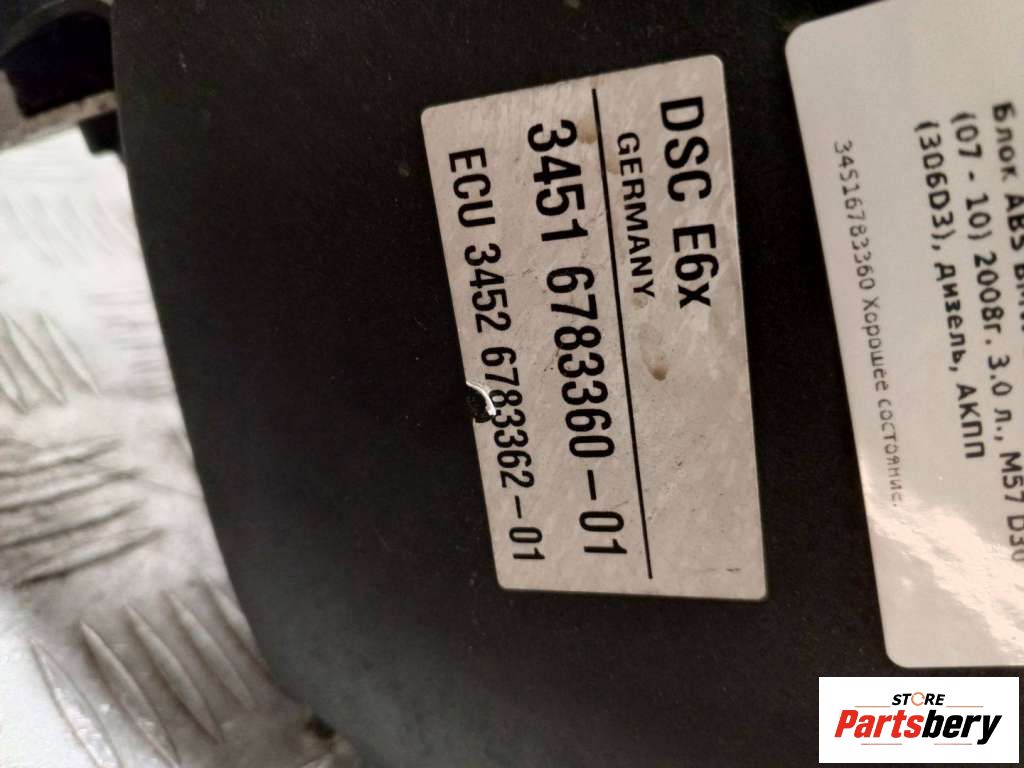 DSC E6X
GERMANY
3451 6783360-01
ECU 3452 6783362-01
Блок ABS
(07 - 10) 2008г. 3.0 л., M57 D30
(306D3), дизель, АКПП
34516783360 Хорошее состояние.
STORE
Partsbery